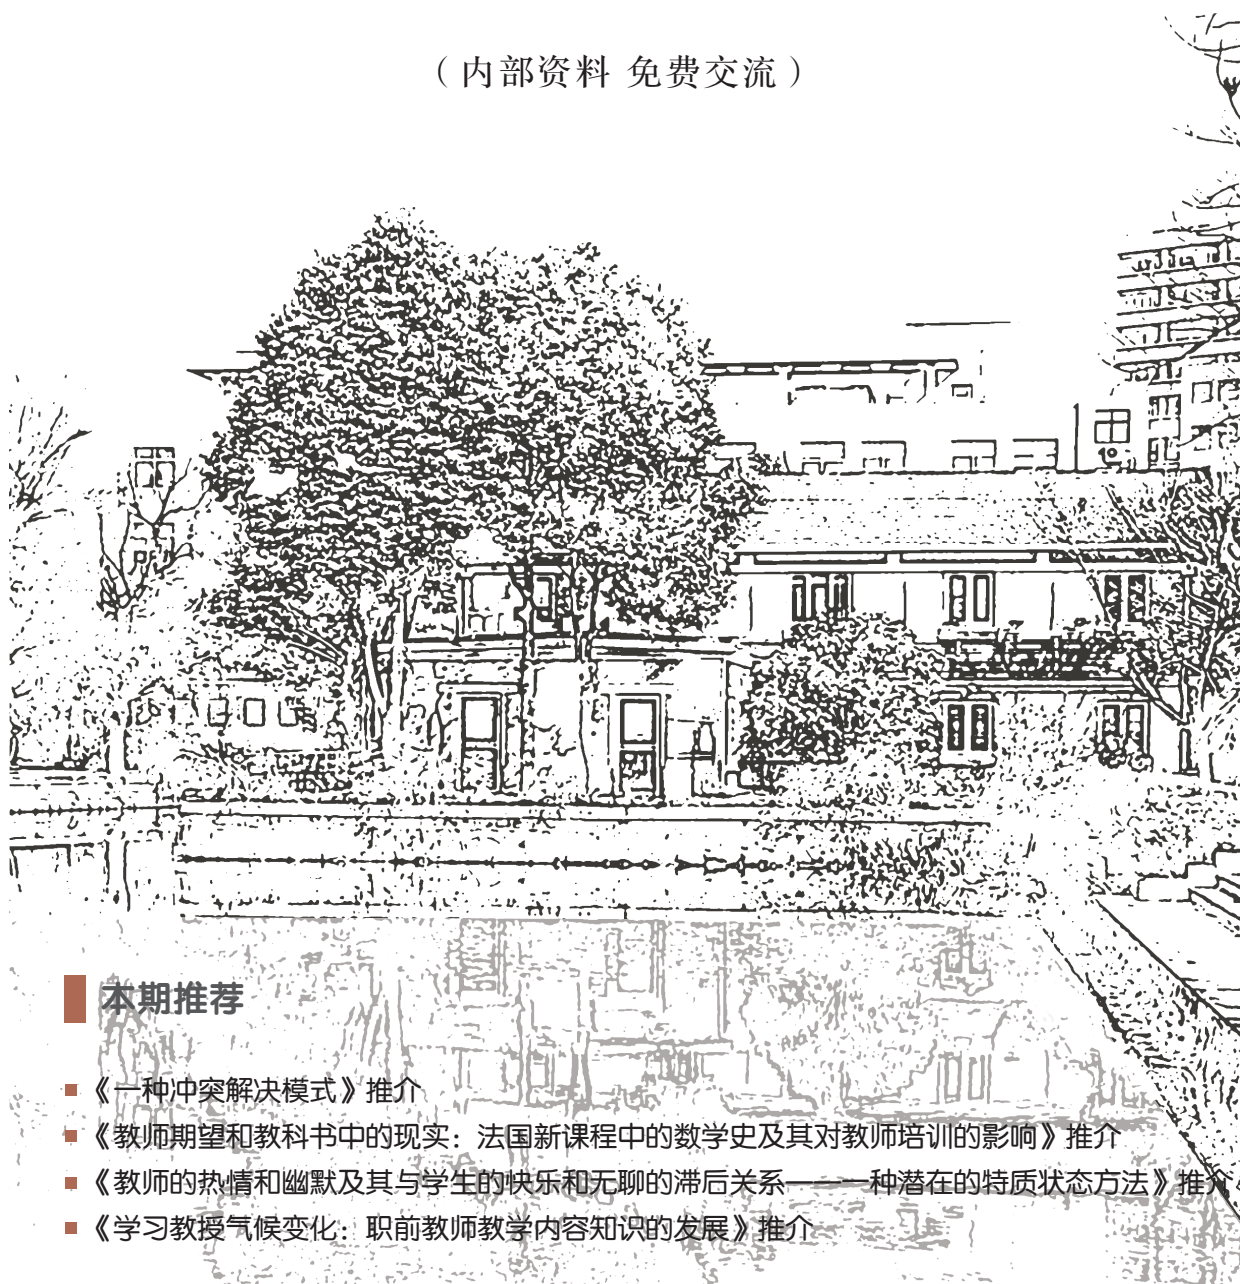 （内部资料 免费交流）
本期推荐
《一种冲突解决模式》推介
《教师期望和教科书中的现实：法国新课程中的数学史及其对教师培训的影响》推介
《教师的热情和幽默及其与学生的快乐和无聊的滞后关系——一种潜在的特质状态方法》推介
《学习教授气候变化：职前教师教学内容知识的发展》推介